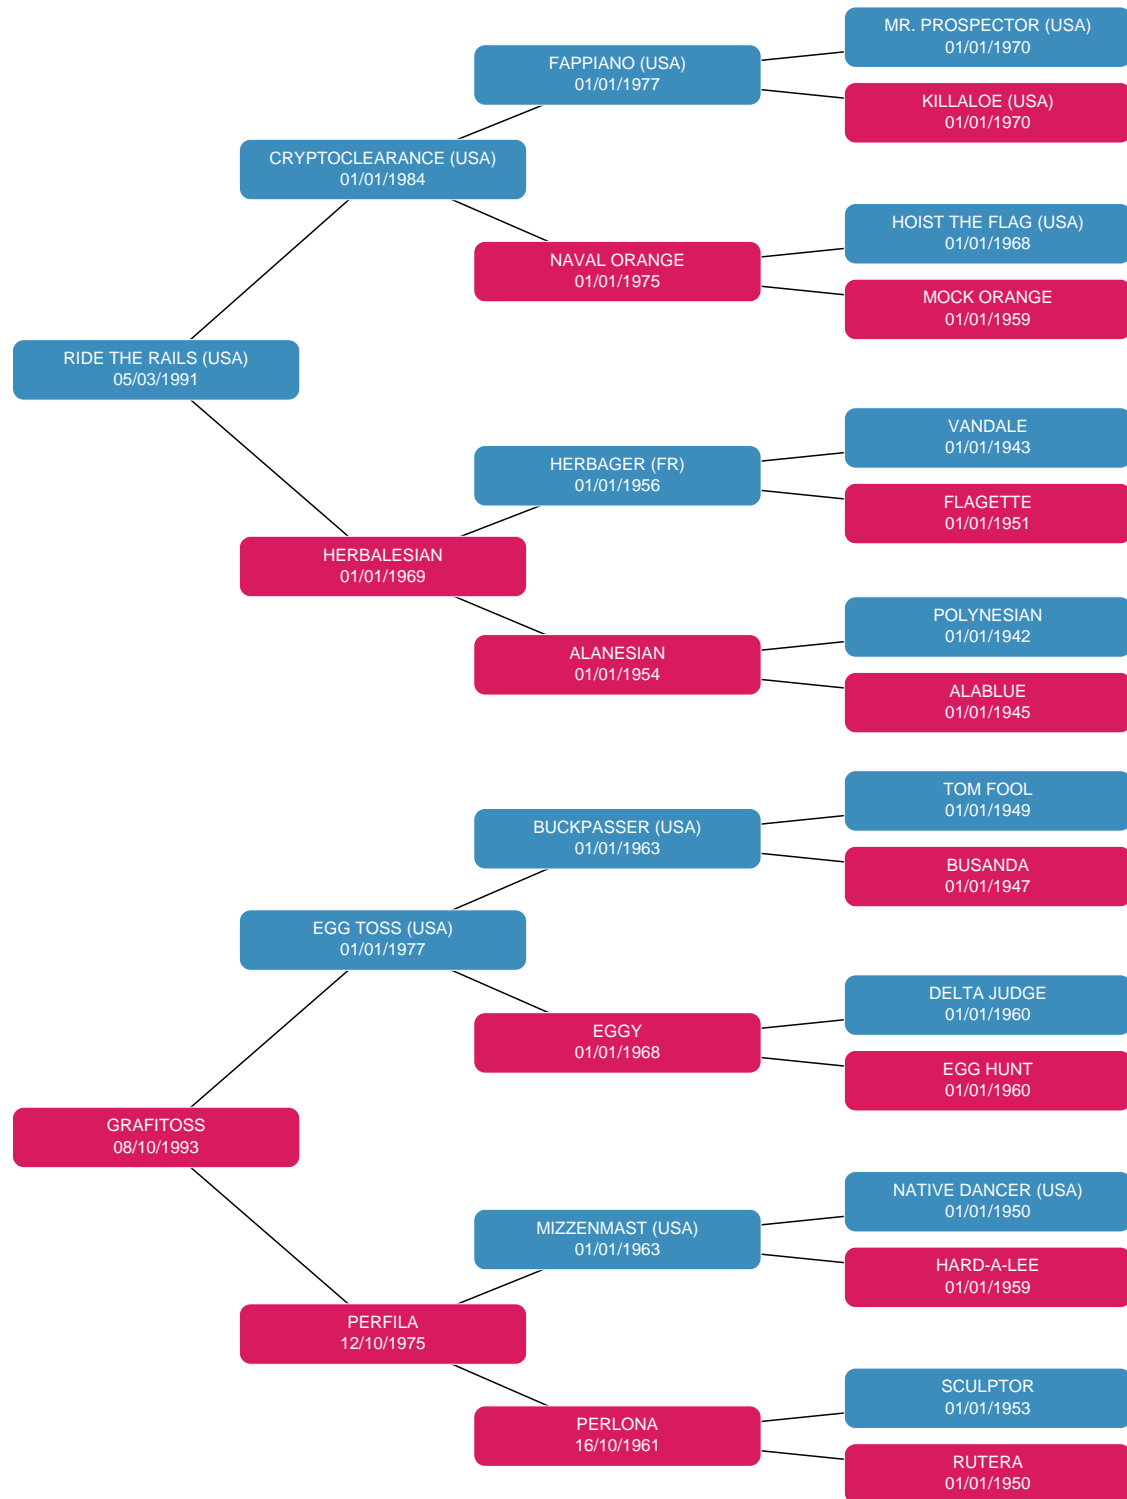 MR. PROSPECTOR (USA)
01/01/1970
FAPPIANO (USA)
01/01/1977
KILLALOE (USA)
01/01/1970
CRYPTOCLEARANCE (USA)
01/01/1984
HOIST THE FLAG (USA)
01/01/1968
NAVAL ORANGE
01/01/1975
MOCK ORANGE
01/01/1959
RIDE THE RAILS (USA)
05/03/1991
VANDALE
01/01/1943
HERBAGER (FR)
01/01/1956
FLAGETTE
01/01/1951
HERBALESIAN
01/01/1969
POLYNESIAN
01/01/1942
ALANESIAN
01/01/1954
ALABLUE
01/01/1945
TOM FOOL
01/01/1949
BUCKPASSER (USA)
01/01/1963
BUSANDA
01/01/1947
EGG TOSS (USA)
01/01/1977
DELTA JUDGE
01/01/1960
EGGY
01/01/1968
EGG HUNT
01/01/1960
GRAFITOSS
08/10/1993
NATIVE DANCER (USA)
01/01/1950
MIZZENMAST (USA)
01/01/1963
HARD-A-LEE
01/01/1959
PERFILA
12/10/1975
SCULPTOR
01/01/1953
PERLONA
16/10/1961
RUTERA
01/01/1950